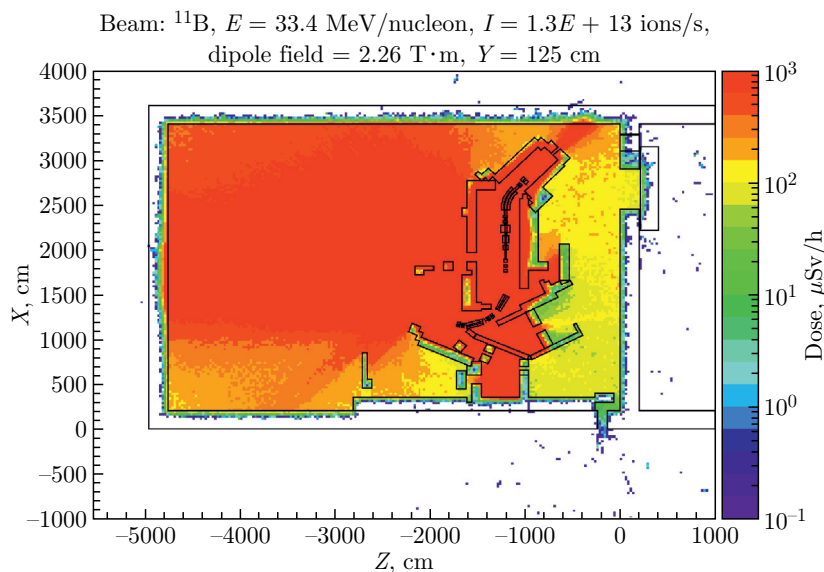 Beam: ¹¹B, E = 33.4 MeV/nucleon, I = 1.3E + 13 ions/s,
dipole field = 2.26 T·m, Y = 125 cm
4000
3500
3000
2500
2000
1500
1000
500
0
–500
–1000
X, cm
–5000 –4000 –3000 –2000 –1000 0 1000
Z, cm
10³
10²
10¹
10⁰
10⁻¹
Dose, μSv/h